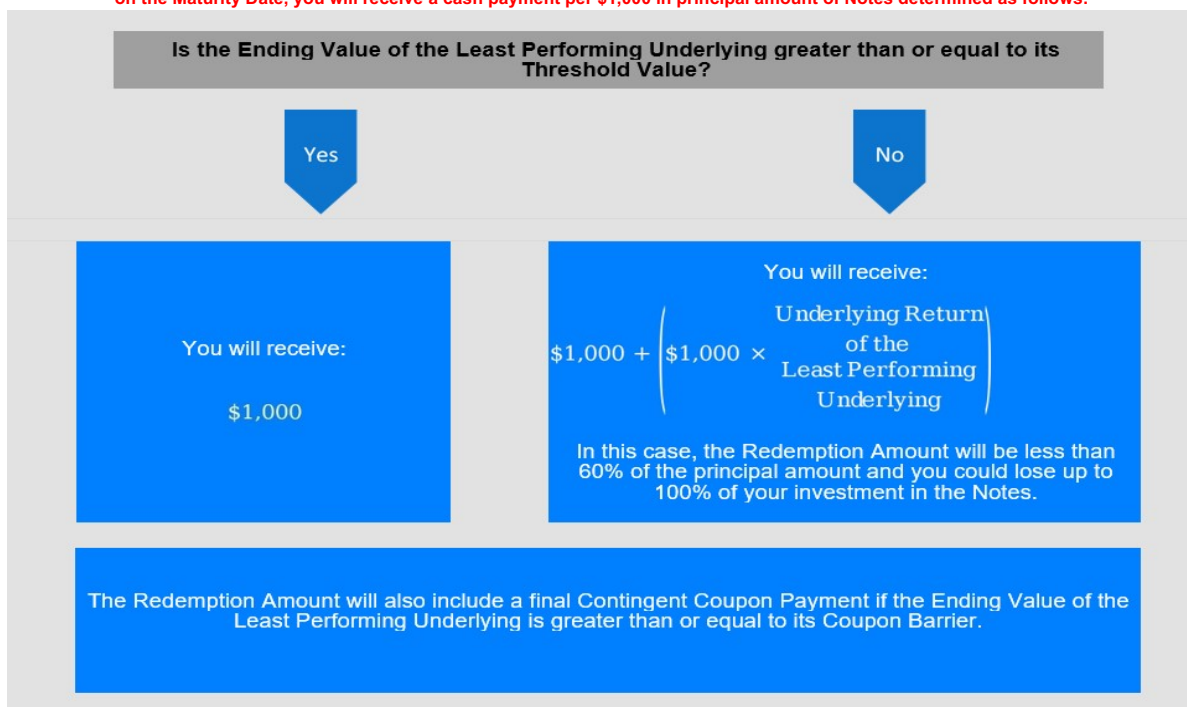 on the Maturity Date, you will receive a cash payment per $1,000 in principal amount of Notes determined as follows:
Is the Ending Value of the Least Performing Underlying greater than or equal to its
Threshold Value?
Yes
No
You will receive:
$1,000
You will receive:
$1,000 + ($1,000 × Underlying Return
of the
Least Performing
Underlying)
In this case, the Redemption Amount will be less than
60% of the principal amount and you could lose up to
100% of your investment in the Notes.
The Redemption Amount will also include a final Contingent Coupon Payment if the Ending Value of the
Least Performing Underlying is greater than or equal to its Coupon Barrier.